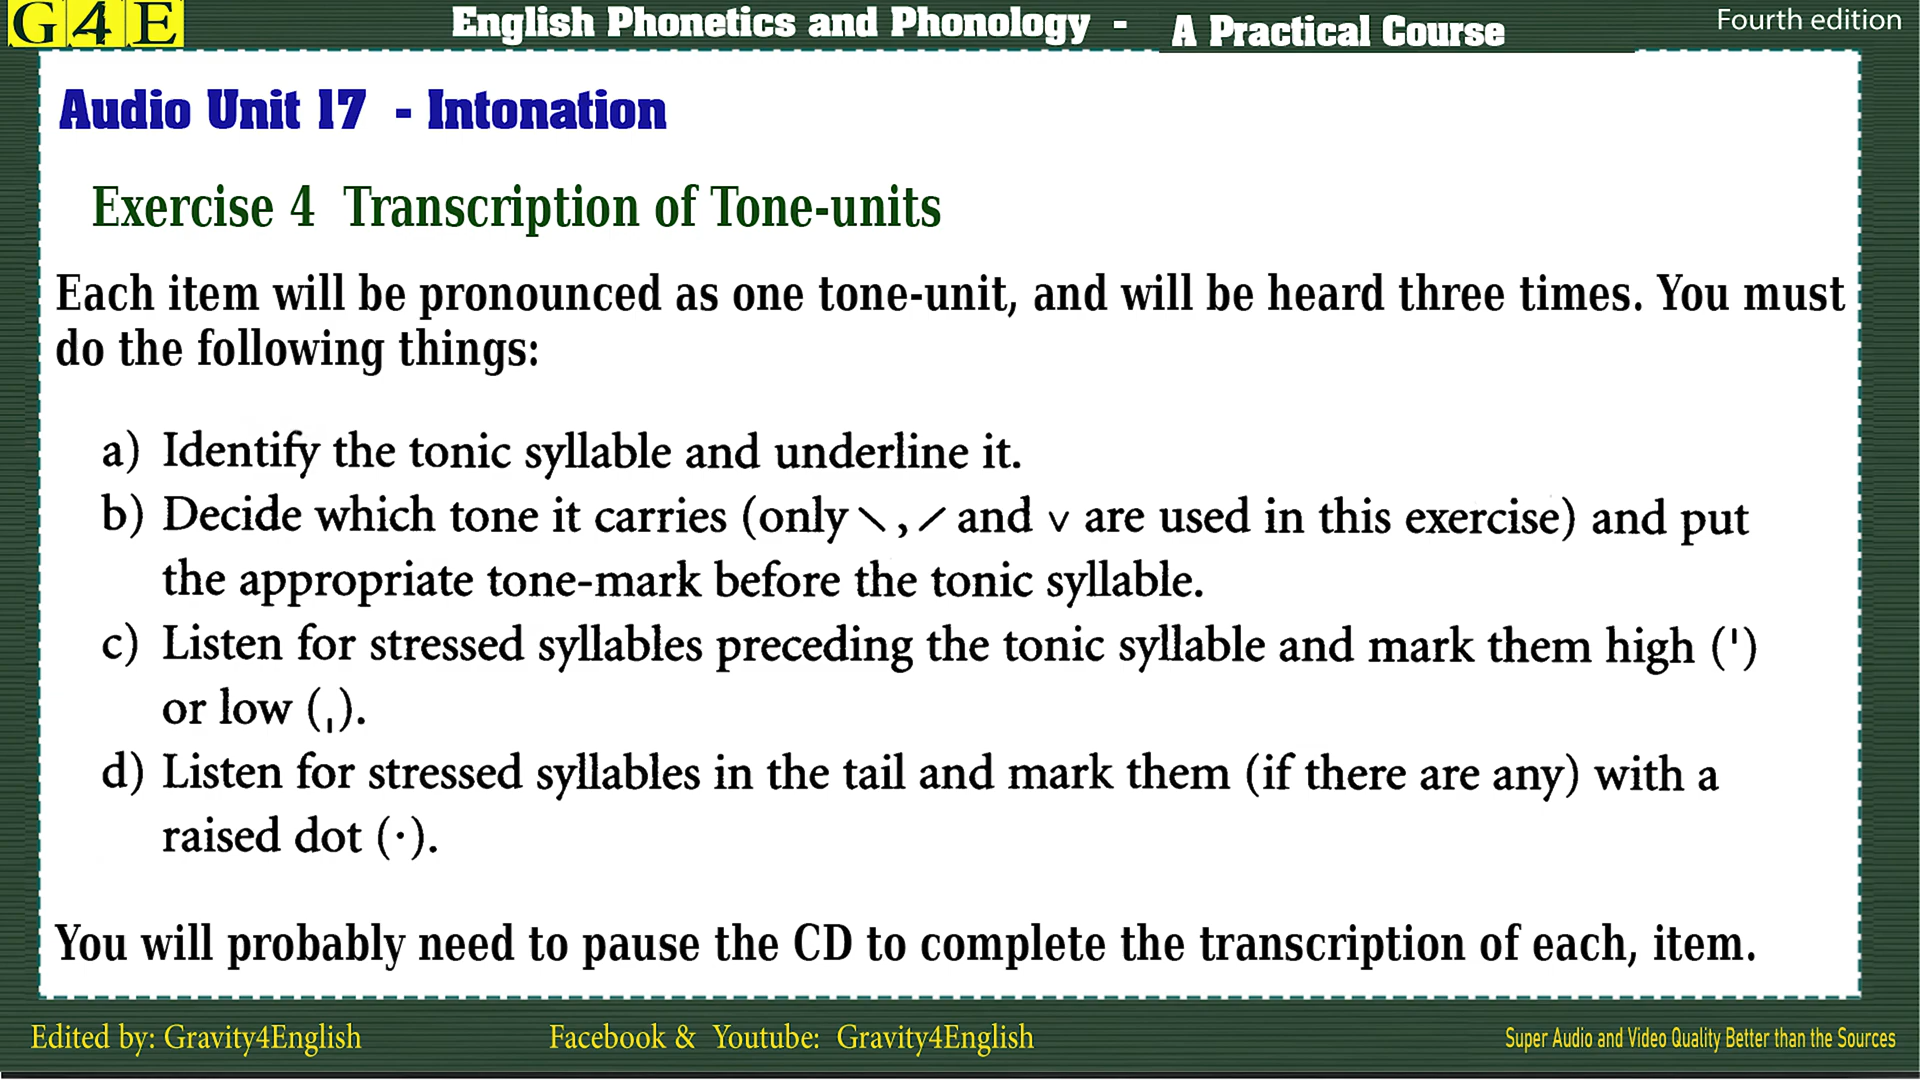 G4E
English Phonetics and Phonology - A Practical Course
Fourth edition
Audio Unit 17 - Intonation
Exercise 4 Transcription of Tone-units
Each item will be pronounced as one tone-unit, and will be heard three times. You must
do the following things:
a) Identify the tonic syllable and underline it.
b) Decide which tone it carries (only \ , / and v are used in this exercise) and put
the appropriate tone-mark before the tonic syllable.
c) Listen for stressed syllables preceding the tonic syllable and mark them high (ˈ)
or low (ˌ).
d) Listen for stressed syllables in the tail and mark them (if there are any) with a
raised dot (·).
You will probably need to pause the CD to complete the transcription of each, item.
Edited by: Gravity4English
Facebook & Youtube: Gravity4English
Super Audio and Video Quality Better than the Sources